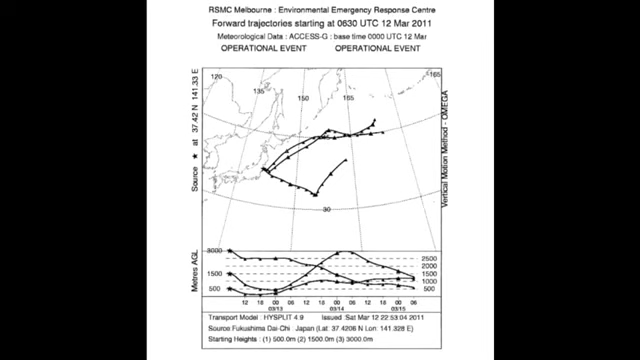 RSMC Melbourne : Environmental Emergency Response Centre
Forward trajectories starting at 0630 UTC 12 Mar 2011
Meteorological Data : ACCESS-G : base time 0000 UTC 12 Mar
OPERATIONAL EVENT OPERATIONAL EVENT
Source ★ at 37.42 N 141.33 E
120 135 150 165 -165
30
Vertical Motion Method - OMEGA
Metres AGL
3000
1500
500
2500
2000
1500
1000
500
12 18 00 06 12 18 00 06 12 18 00 06
03/13 03/14 03/15
Transport Model : HYSPLIT 4.9 Issued :Sat Mar 12 22:53:04 2011
Source:Fukushima Dai-Chi Japan (Lat: 37.4206 N Lon: 141.328 E)
Starting Heights : (1) 500.0m (2) 1500.0m (3) 3000.0m